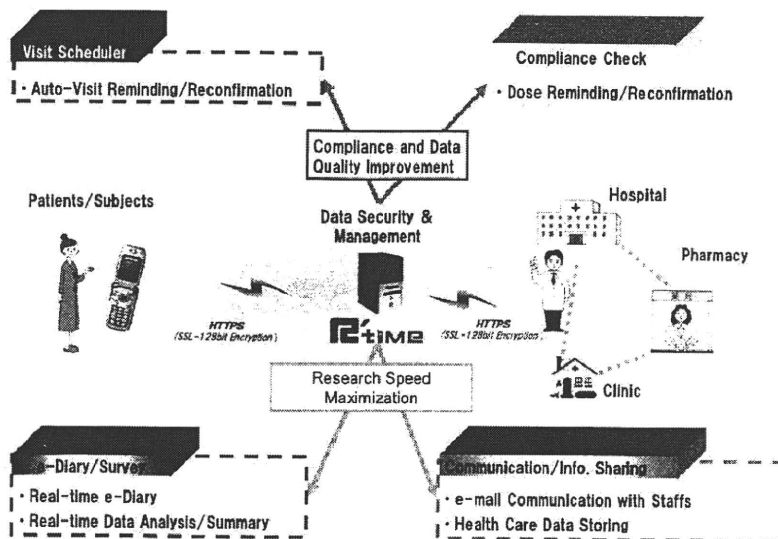 Visit Scheduler
・Auto-Visit Reminding/Reconfirmation
Compliance Check
・Dose Reminding/Reconfirmation
Compliance and Data
Quality Improvement
Patients/Subjects
Data Security &
Management
Hospital
Pharmacy
HTTPS
(SSL-128bit Encryption)
HTTPS
(SSL-128bit Encryption)
Clinic
Research Speed
Maximization
e-Diary/Survey
・Real-time e-Diary
・Real-time Data Analysis/Summary
Communication/Info. Sharing
・e-mail Communication with Staffs
・Health Care Data Storing